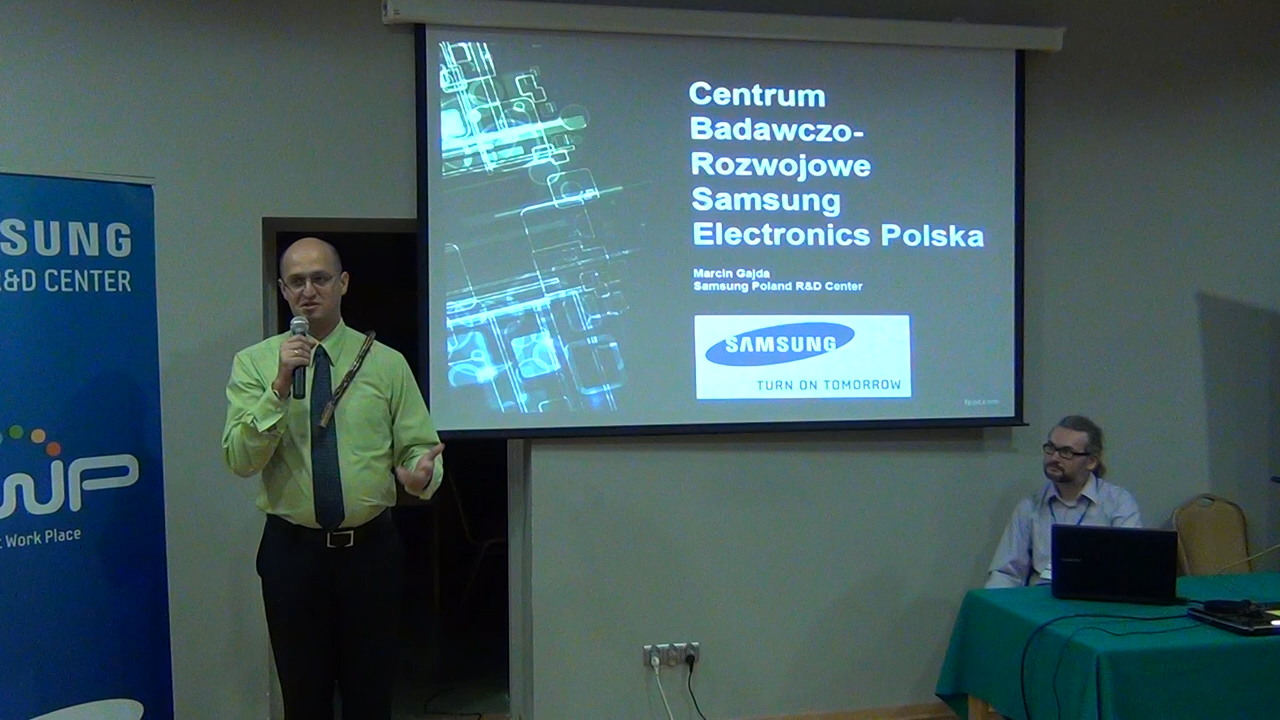 SUNG
R&D CENTER
WP
t Work Place
Centrum
Badawczo-
Rozwojowe
Samsung
Electronics Polska
Marcin Gajda
Samsung Poland R&D Center
SAMSUNG
TURN ON TOMORROW